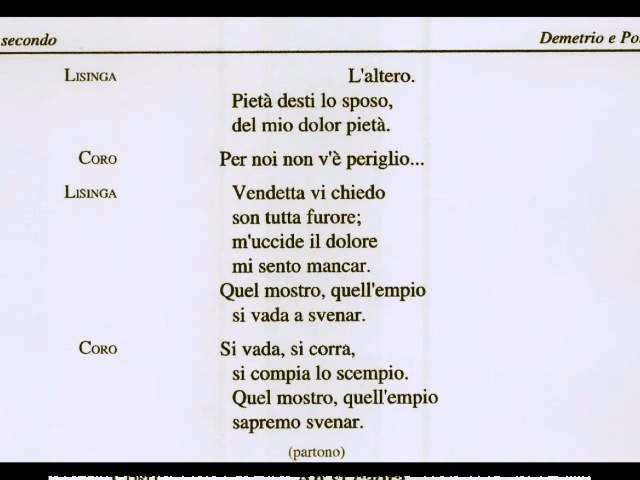 secondo
Demetrio e Po
LISINGA L'altero.
Pietà desti lo sposo,
del mio dolor pietà.
CORO Per noi non v'è periglio...
LISINGA Vendetta vi chiedo
son tutta furore;
m'uccide il dolore
mi sento mancar.
Quel mostro, quell'empio
si vada a svenar.
CORO Si vada, si corra,
si compia lo scempio.
Quel mostro, quell'empio
sapremo svenar.
(partono)